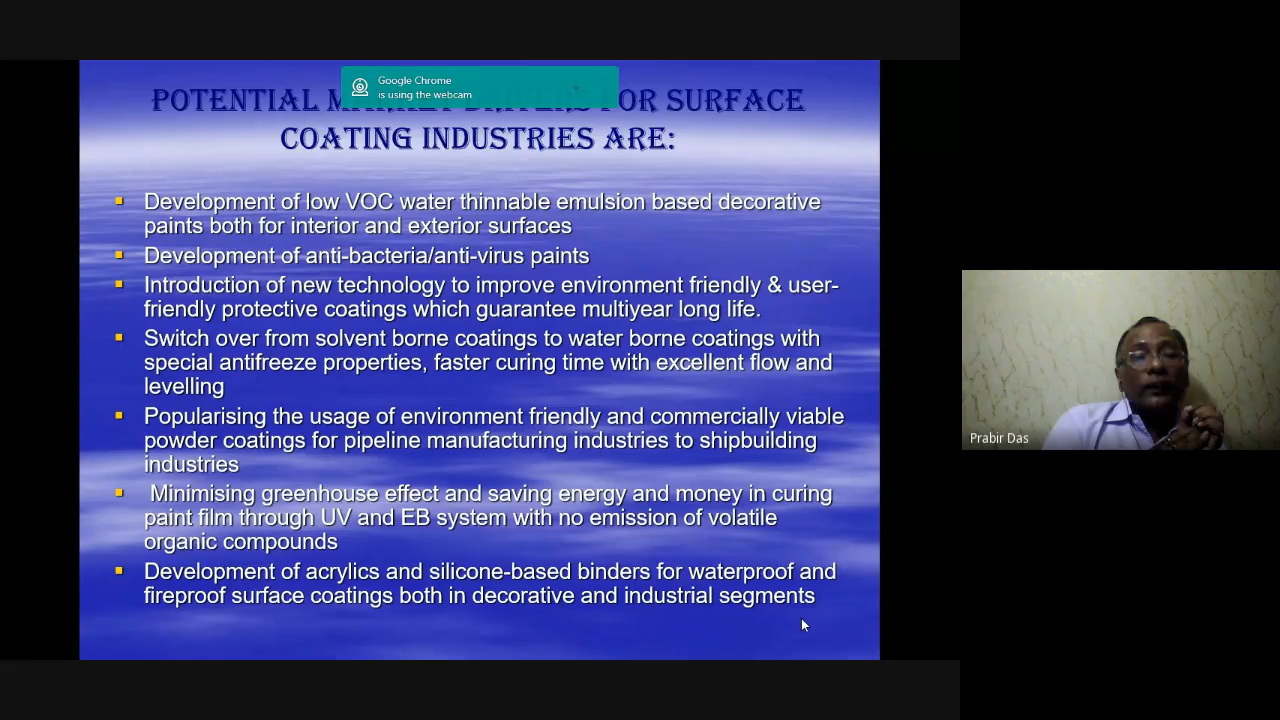 Google Chrome
is using the webcam
POTENTIAL MARKET DRIVERS FOR SURFACE
COATING INDUSTRIES ARE:
Development of low VOC water thinnable emulsion based decorative
paints both for interior and exterior surfaces
Development of anti-bacteria/anti-virus paints
Introduction of new technology to improve environment friendly & user-
friendly protective coatings which guarantee multiyear long life.
Switch over from solvent borne coatings to water borne coatings with
special antifreeze properties, faster curing time with excellent flow and
levelling
Popularising the usage of environment friendly and commercially viable
powder coatings for pipeline manufacturing industries to shipbuilding
industries
Minimising greenhouse effect and saving energy and money in curing
paint film through UV and EB system with no emission of volatile
organic compounds
Development of acrylics and silicone-based binders for waterproof and
fireproof surface coatings both in decorative and industrial segments
Prabir Das